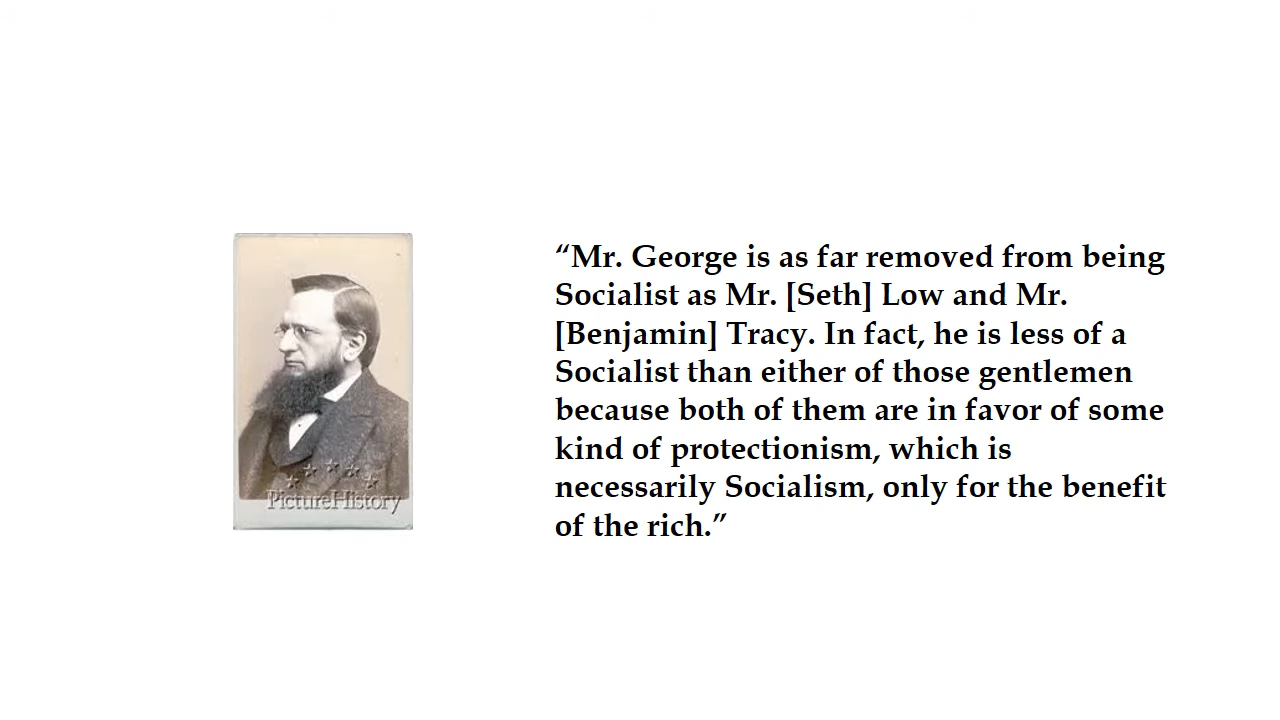 “Mr. George is as far removed from being
Socialist as Mr. [Seth] Low and Mr.
[Benjamin] Tracy. In fact, he is less of a
Socialist than either of those gentlemen
because both of them are in favor of some
kind of protectionism, which is
necessarily Socialism, only for the benefit
of the rich.”
PictureHistory